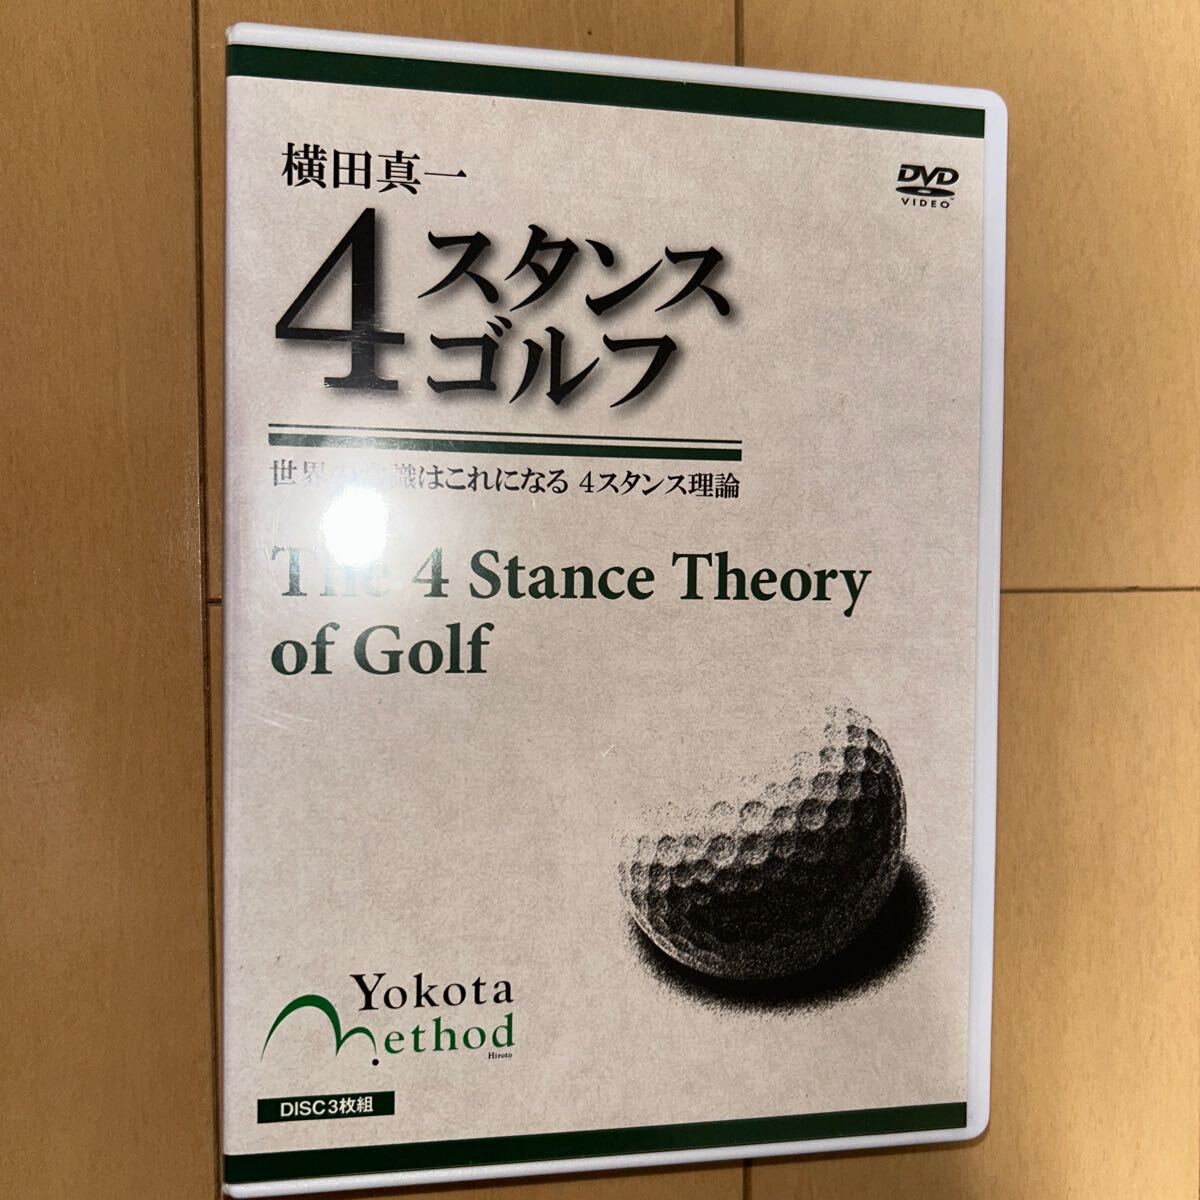 横田真一
DVD
VIDEO
4スタンス
ゴルフ
世界の常識はこれになる 4スタンス理論
The 4 Stance Theory
of Golf
Yokota
Method
Hiroto
DISC3枚組